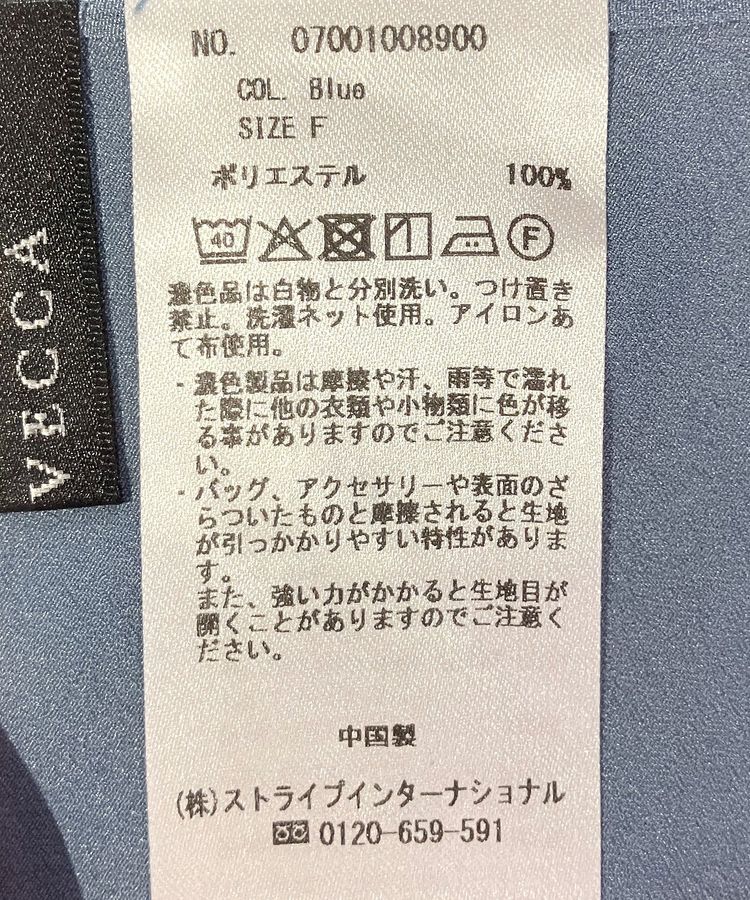 NO. 07001008900
COL. Blue
SIZE F
ポリエステル 100%
40
F
濃色品は白物と分別洗い。つけ置き
禁止。洗濯ネット使用。アイロンあ
て布使用。
・濃色製品は摩擦や汗、雨等で濡れ
た際に他の衣類や小物類に色が移
る事がありますのでご注意くださ
い。
・バッグ、アクセサリーや表面のざ
らついたものと摩擦されると生地
が引っかかりやすい特性がありま
す。
また、強い力がかかると生地目が
開くことがありますのでご注意く
ださい。
中国製
(株)ストライプインターナショナル
0120-659-591
VECCA